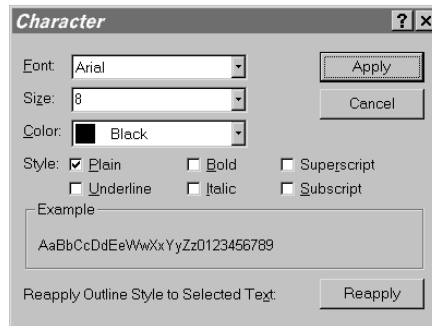 Character
Font: Arial
Apply
Size: 8
Cancel
Color: Black
Style: Plain Bold Superscript
Underline Italic Subscript
Example
AaBbCcDdEeWwXxYyZz0123456789
Reapply Outline Style to Selected Text: Reapply